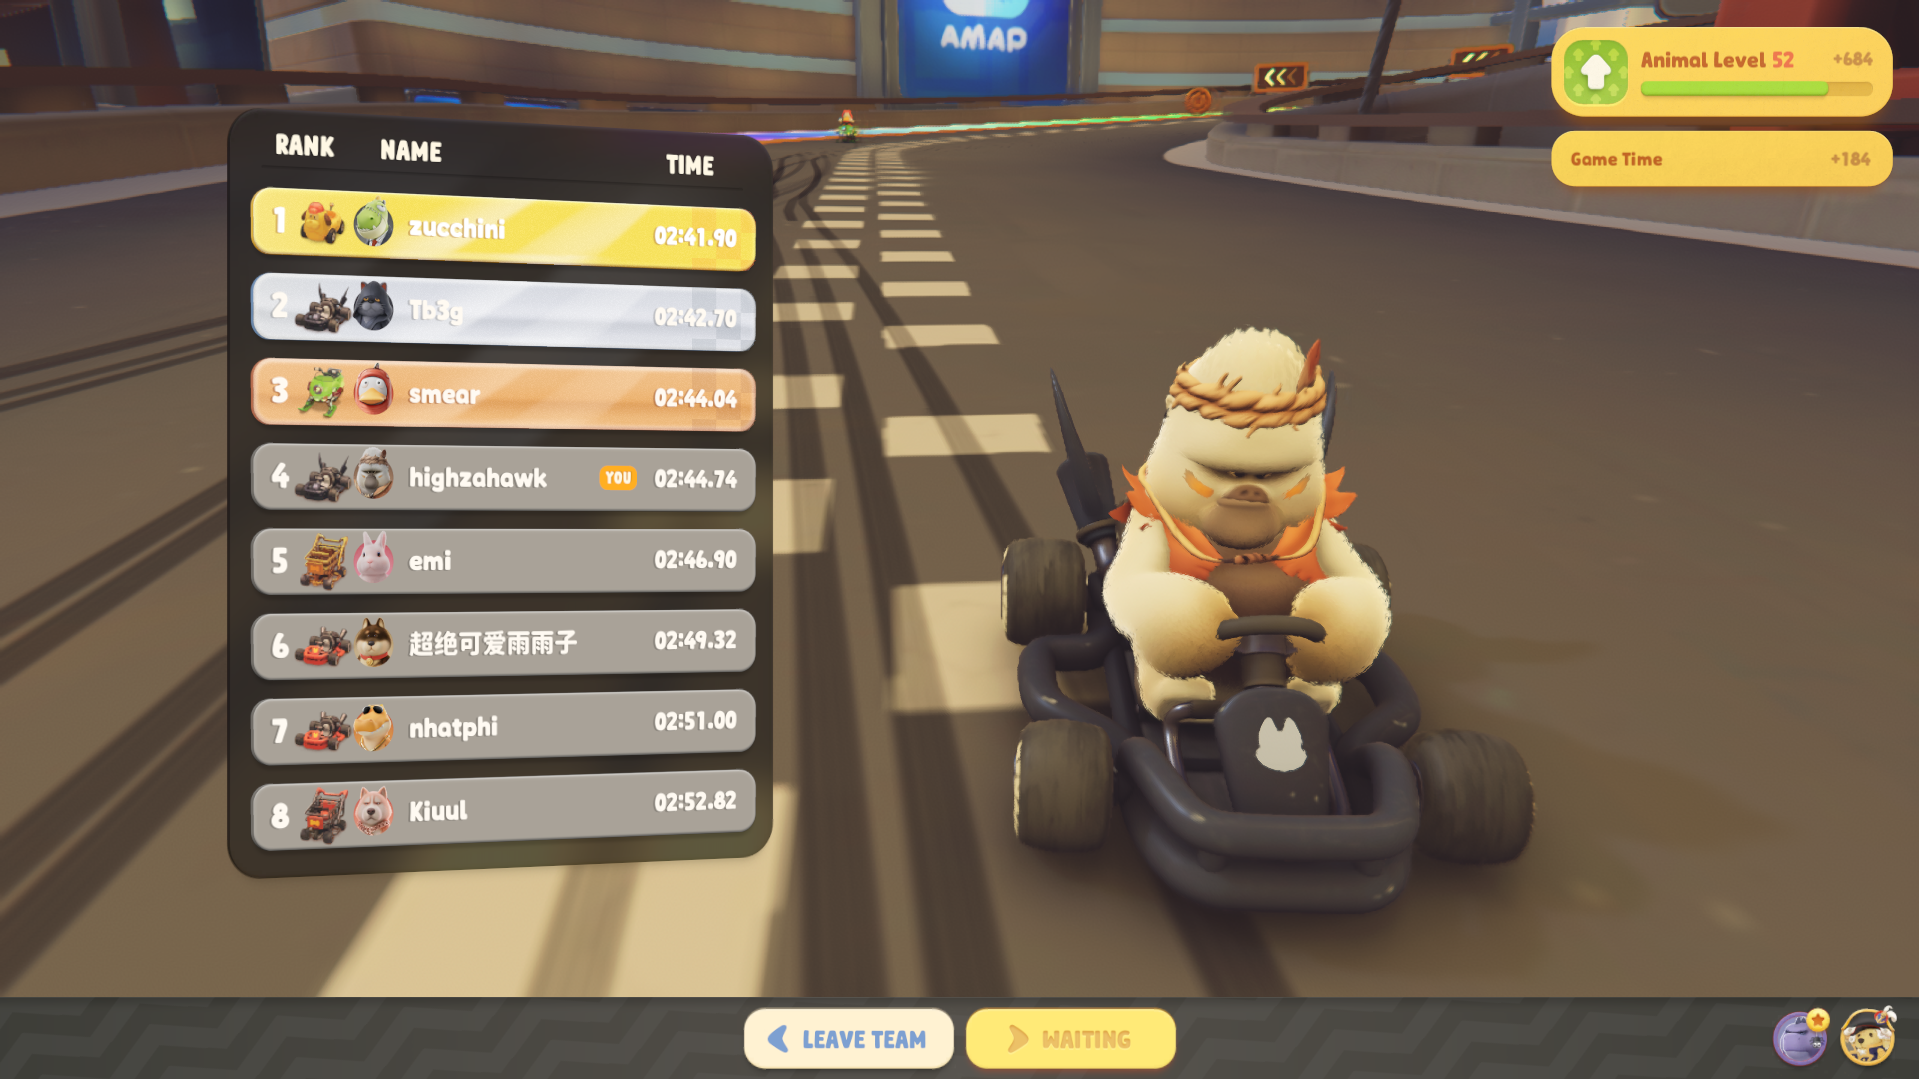 AMAP
Animal Level 52 +684
Game Time +184
RANK NAME TIME
1 zucchini 02:41.90
2 Tb3g 02:42.70
3 smear 02:44.04
4 highzahawk YOU 02:44.74
5 emi 02:46.90
6 超绝可爱雨雨子 02:49.32
7 nhatphi 02:51.00
8 Kiuul 02:52.82
LEAVE TEAM
WAITING